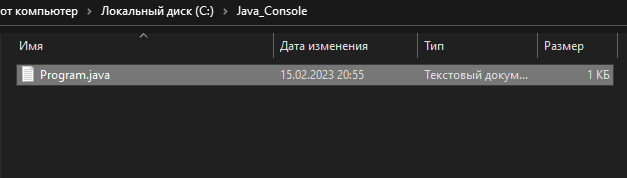 от компьютер > Локальный диск (C:) > Java_Console
Имя Дата изменения Тип Размер
Program.java 15.02.2023 20:55 Текстовый докум... 1 КБ